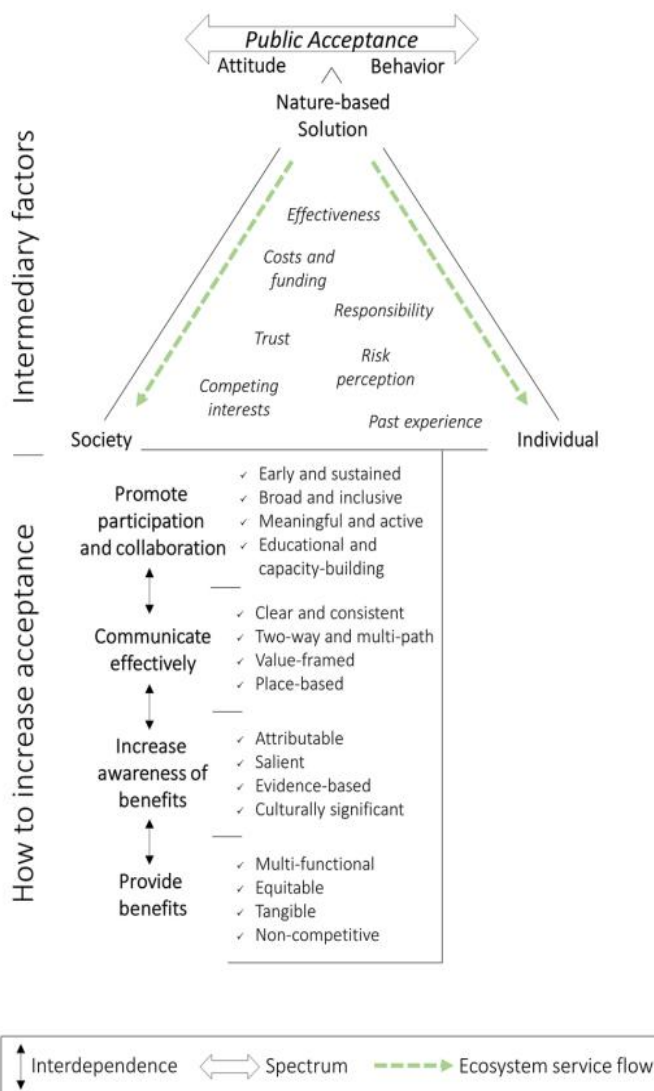 Public Acceptance
Attitude
Behavior
Nature-based
Solution
Intermediary factors
Effectiveness
Costs and
funding
Responsibility
Trust
Risk
perception
Competing
interests
Past experience
Society
Individual
How to increase acceptance
Promote
participation
and collaboration
✓ Early and sustained
✓ Broad and inclusive
✓ Meaningful and active
✓ Educational and
capacity-building
Communicate
effectively
✓ Clear and consistent
✓ Two-way and multi-path
✓ Value-framed
✓ Place-based
Increase
awareness of
benefits
✓ Attributable
✓ Salient
✓ Evidence-based
✓ Culturally significant
Provide
benefits
✓ Multi-functional
✓ Equitable
✓ Tangible
✓ Non-competitive
Interdependence
Spectrum
Ecosystem service flow